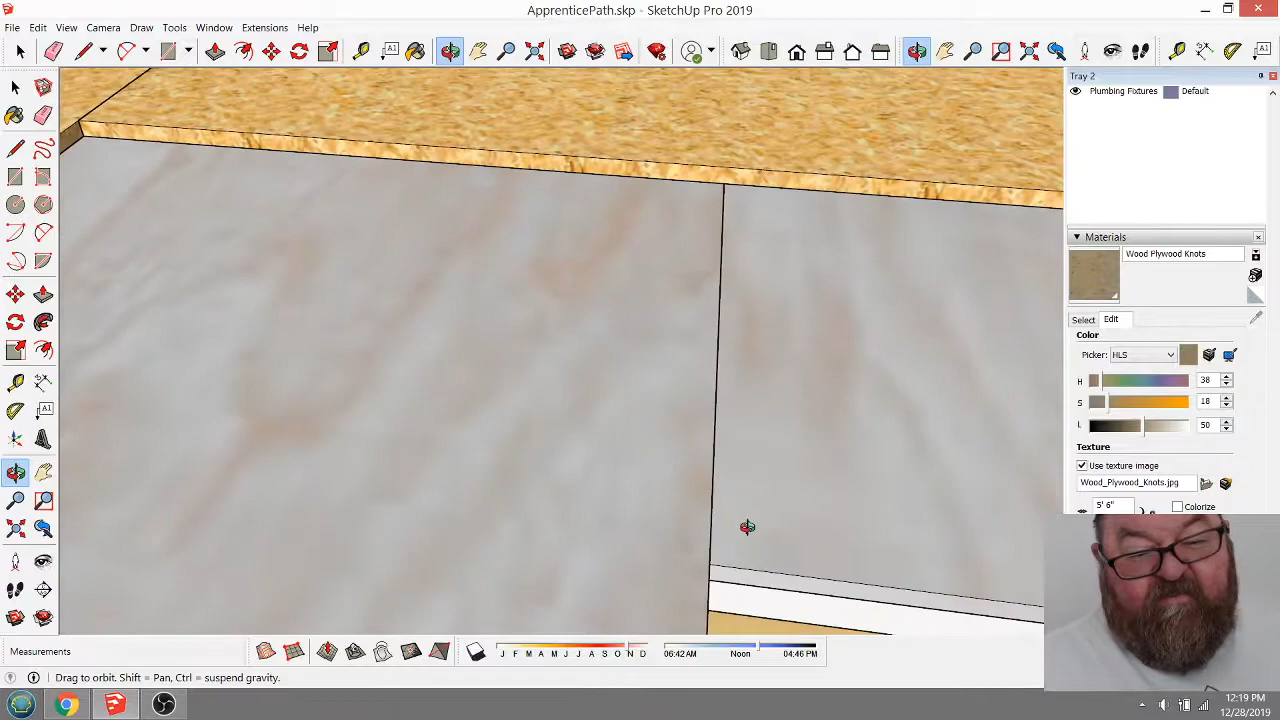 ApprenticePath.skp - SketchUp Pro 2019
File Edit View Camera Draw Tools Window Extensions Help
A1
A1
Tray 2
Plumbing Fixtures Default
Materials
Wood Plywood Knots
Select Edit
Color
Picker: HLS
H 38
S 18
L 50
Texture
Use texture image
Wood_Plywood_Knots.jpg
5' 6"
Colorize
A1
Measurements
J F M A M J J A S O N D
06:42 AM Noon 04:46 PM
Drag to orbit. Shift = Pan, Ctrl = suspend gravity.
12:19 PM
12/28/2019